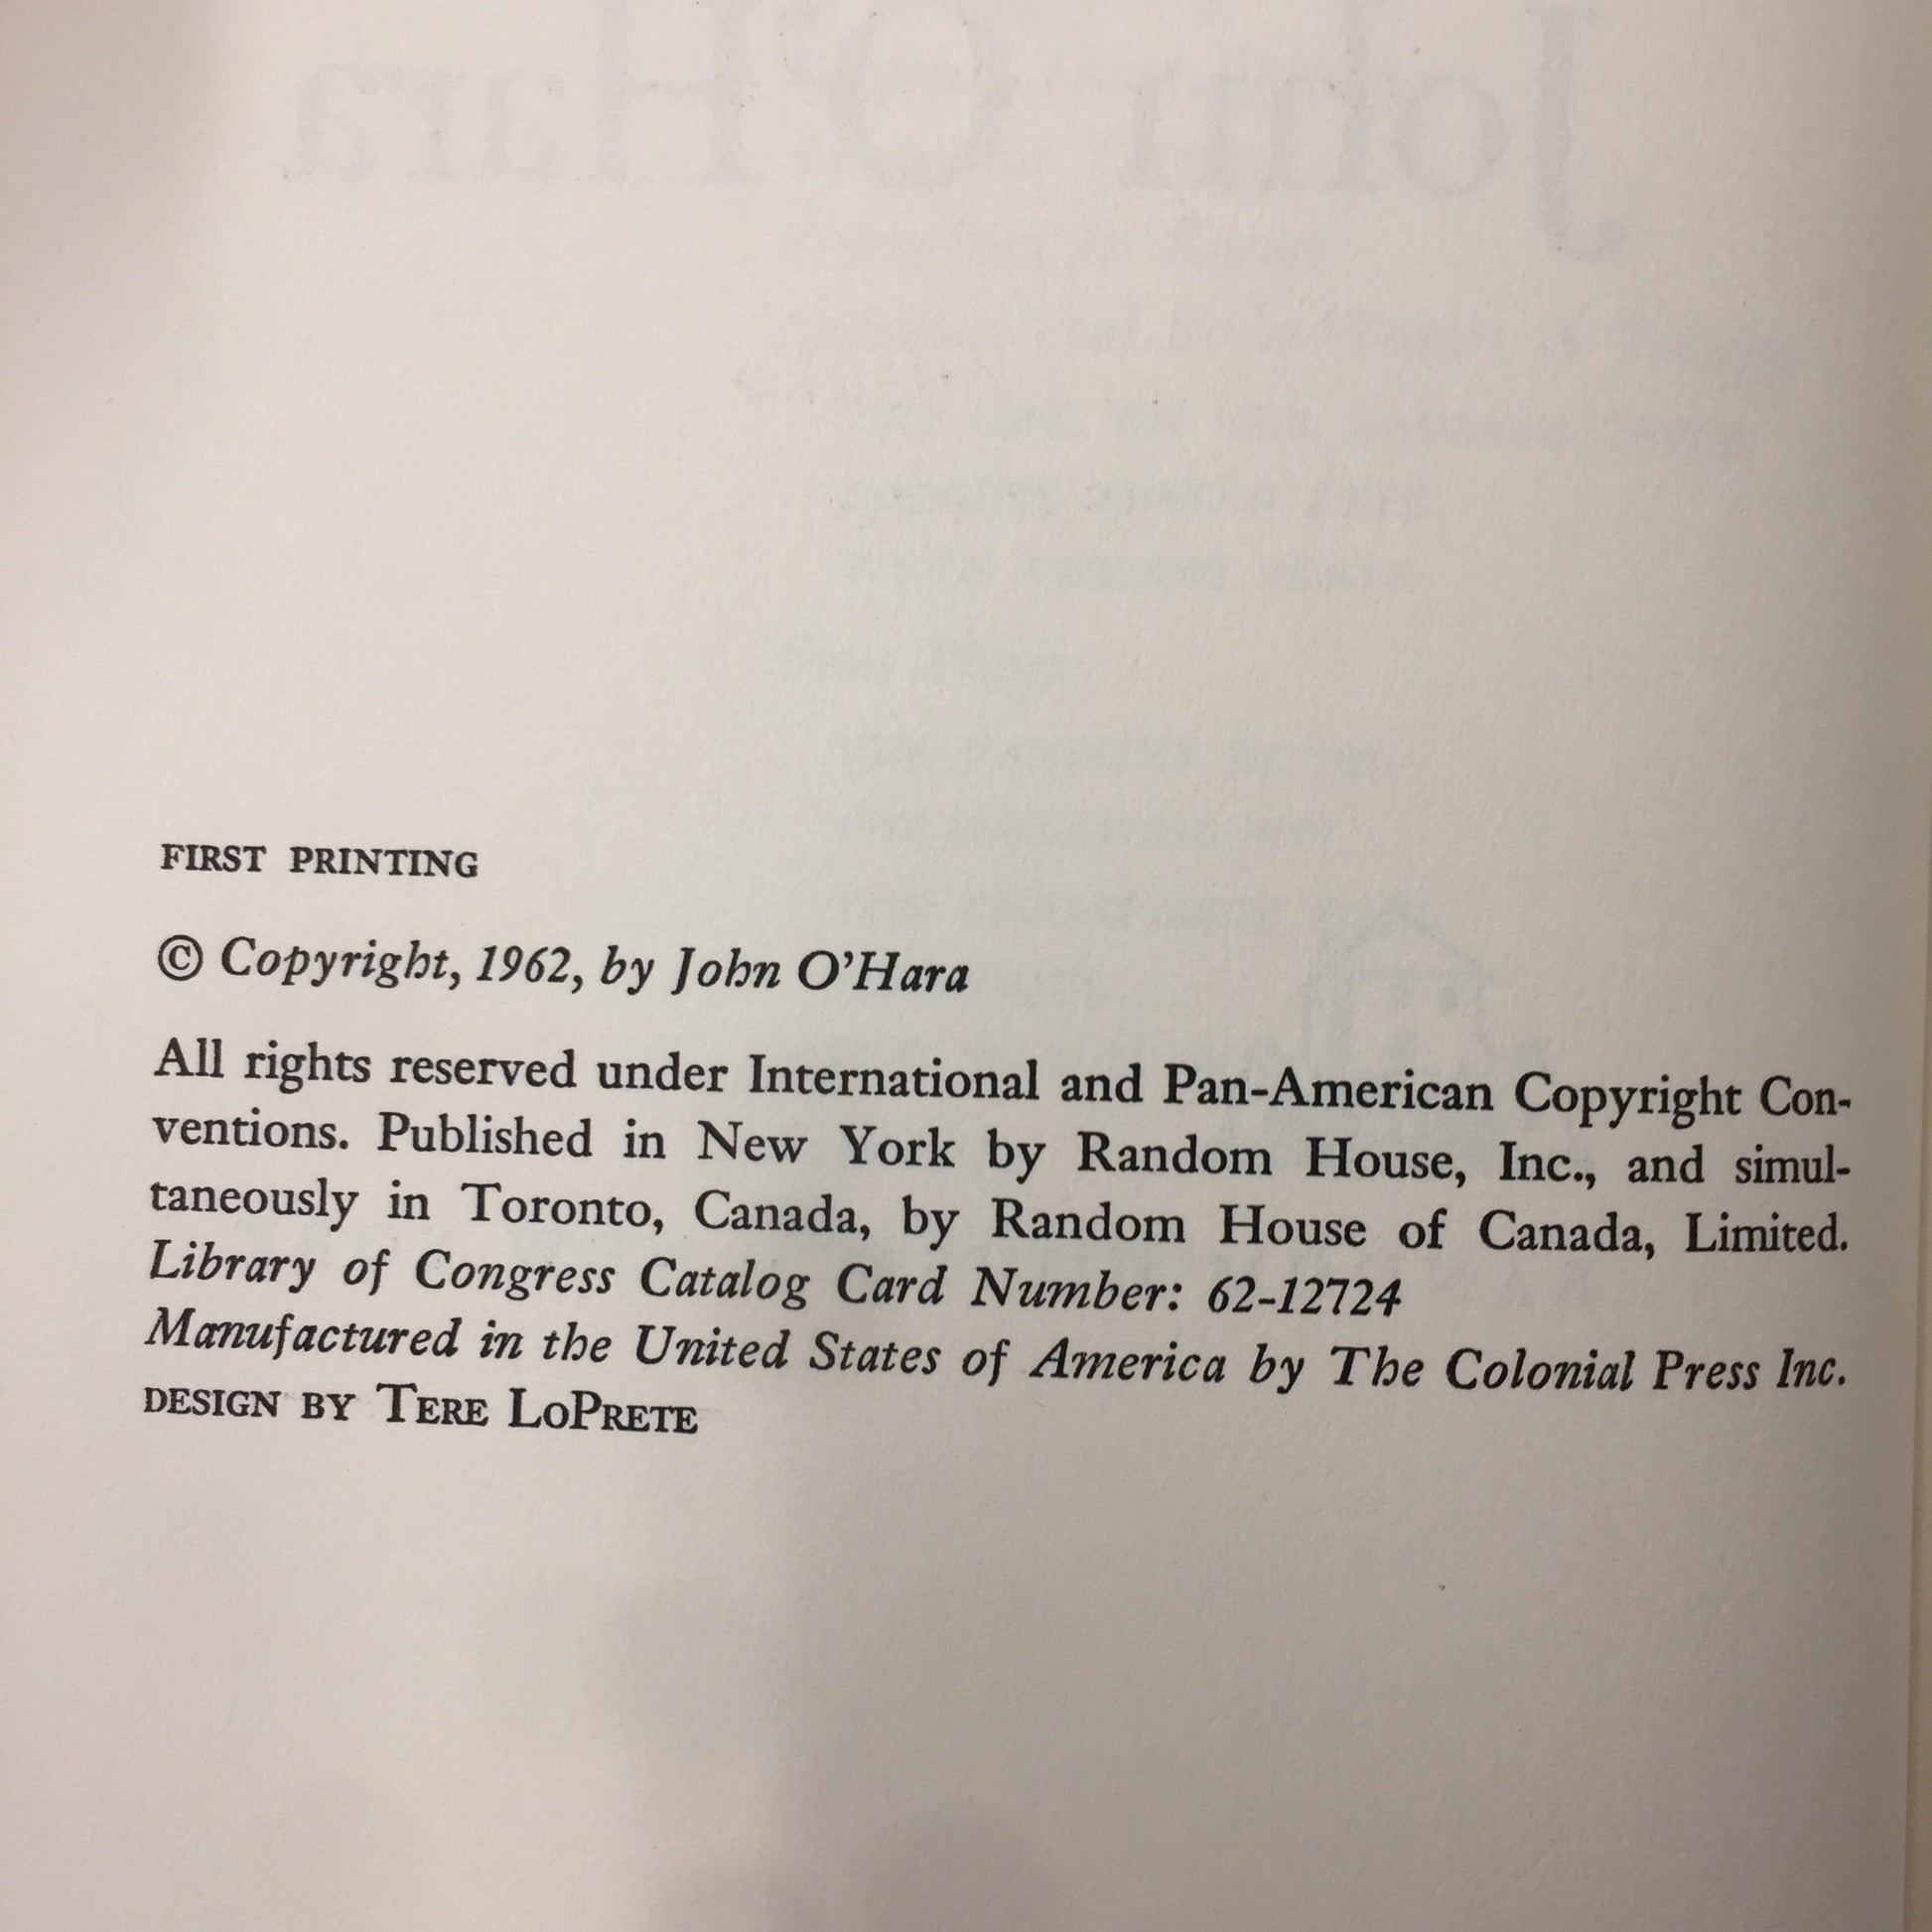 John O'Hara
FIRST PRINTING
© Copyright, 1962, by John O'Hara
All rights reserved under International and Pan-American Copyright Con-
ventions. Published in New York by Random House, Inc., and simul-
taneously in Toronto, Canada, by Random House of Canada, Limited.
Library of Congress Catalog Card Number: 62-12724
Manufactured in the United States of America by The Colonial Press Inc.
DESIGN BY TERE LOPRETE